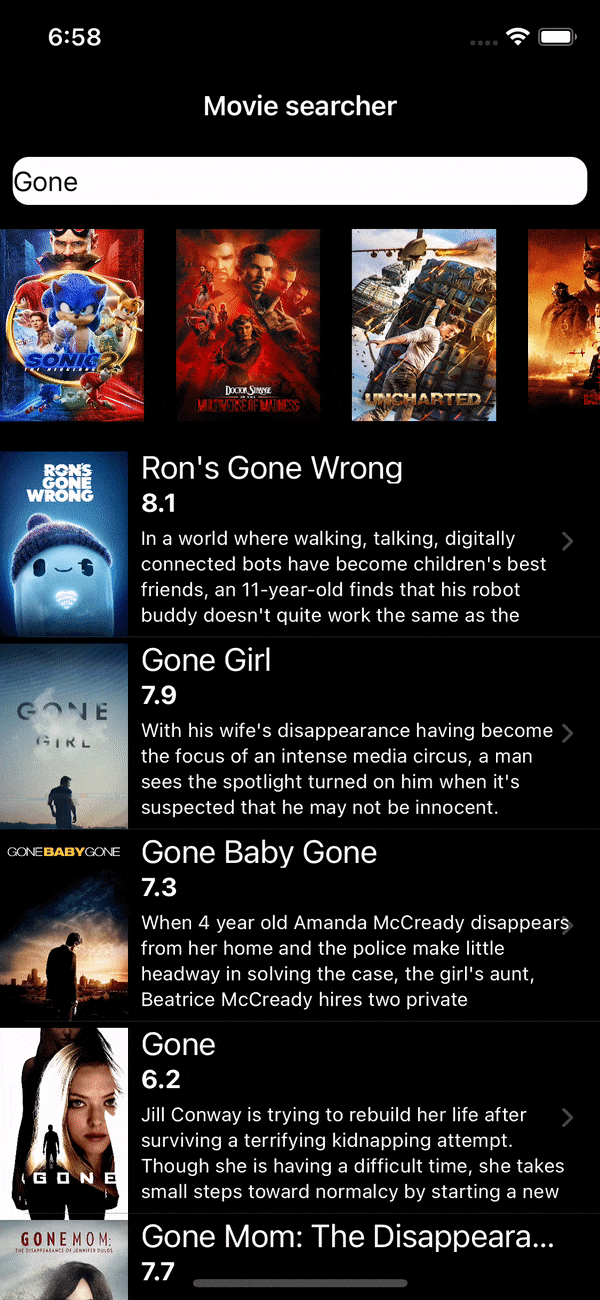 6:58
Movie searcher
Gone
SONIC 2
THE HEDGEHOG
DOCTOR STRANGE
IN THE
MULTIVERSE OF MADNESS
UNCHARTED
RON'S
GONE
WRONG
Ron's Gone Wrong
8.1
In a world where walking, talking, digitally
connected bots have become children's best
friends, an 11-year-old finds that his robot
buddy doesn't quite work the same as the
GONE
GIRL
Gone Girl
7.9
With his wife's disappearance having become
the focus of an intense media circus, a man
sees the spotlight turned on him when it's
suspected that he may not be innocent.
GONEBABYGONE
Gone Baby Gone
7.3
When 4 year old Amanda McCready disappears
from her home and the police make little
headway in solving the case, the girl's aunt,
Beatrice McCready hires two private
GONE
Gone
6.2
Jill Conway is trying to rebuild her life after
surviving a terrifying kidnapping attempt.
Though she is having a difficult time, she takes
small steps toward normalcy by starting a new
GONE MOM:
THE DISAPPEARANCE OF JENNIFER DULOS
Gone Mom: The Disappeara...
7.7